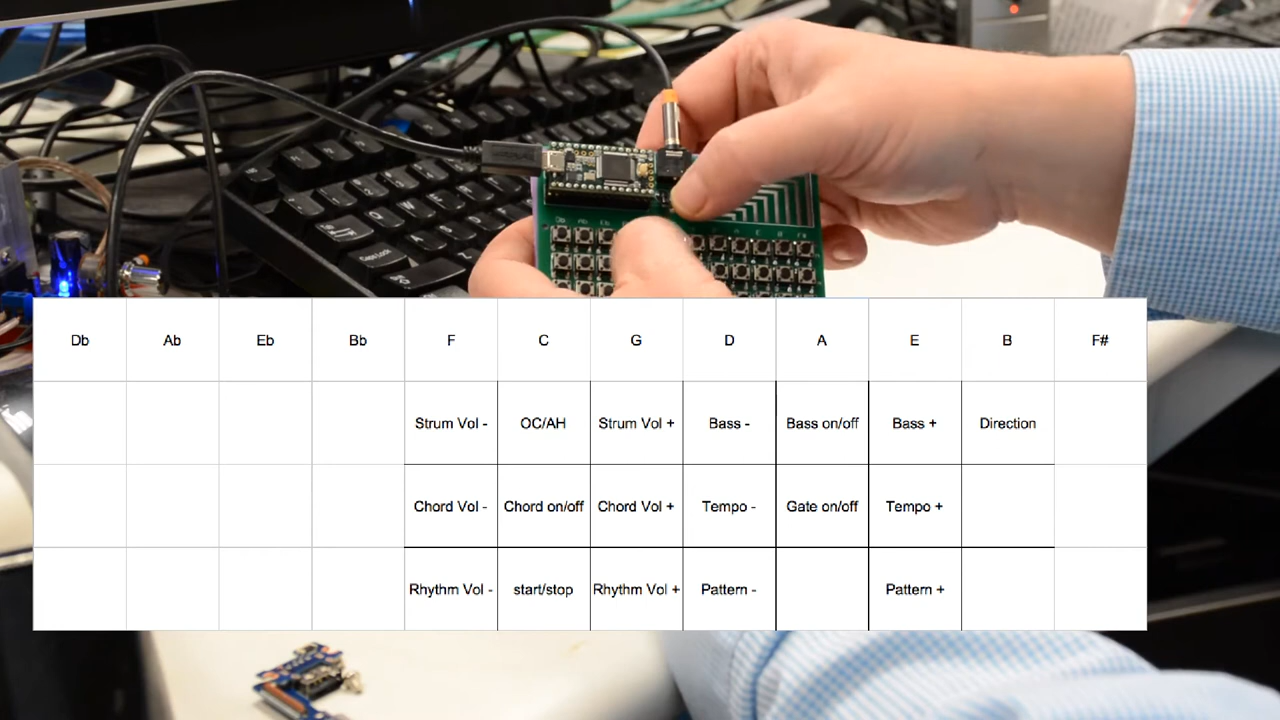 Db Ab Eb Bb F C G D A E B F#
Strum Vol - OC/AH Strum Vol + Bass - Bass on/off Bass + Direction
Chord Vol - Chord on/off Chord Vol + Tempo - Gate on/off Tempo +
Rhythm Vol - start/stop Rhythm Vol + Pattern - Pattern +